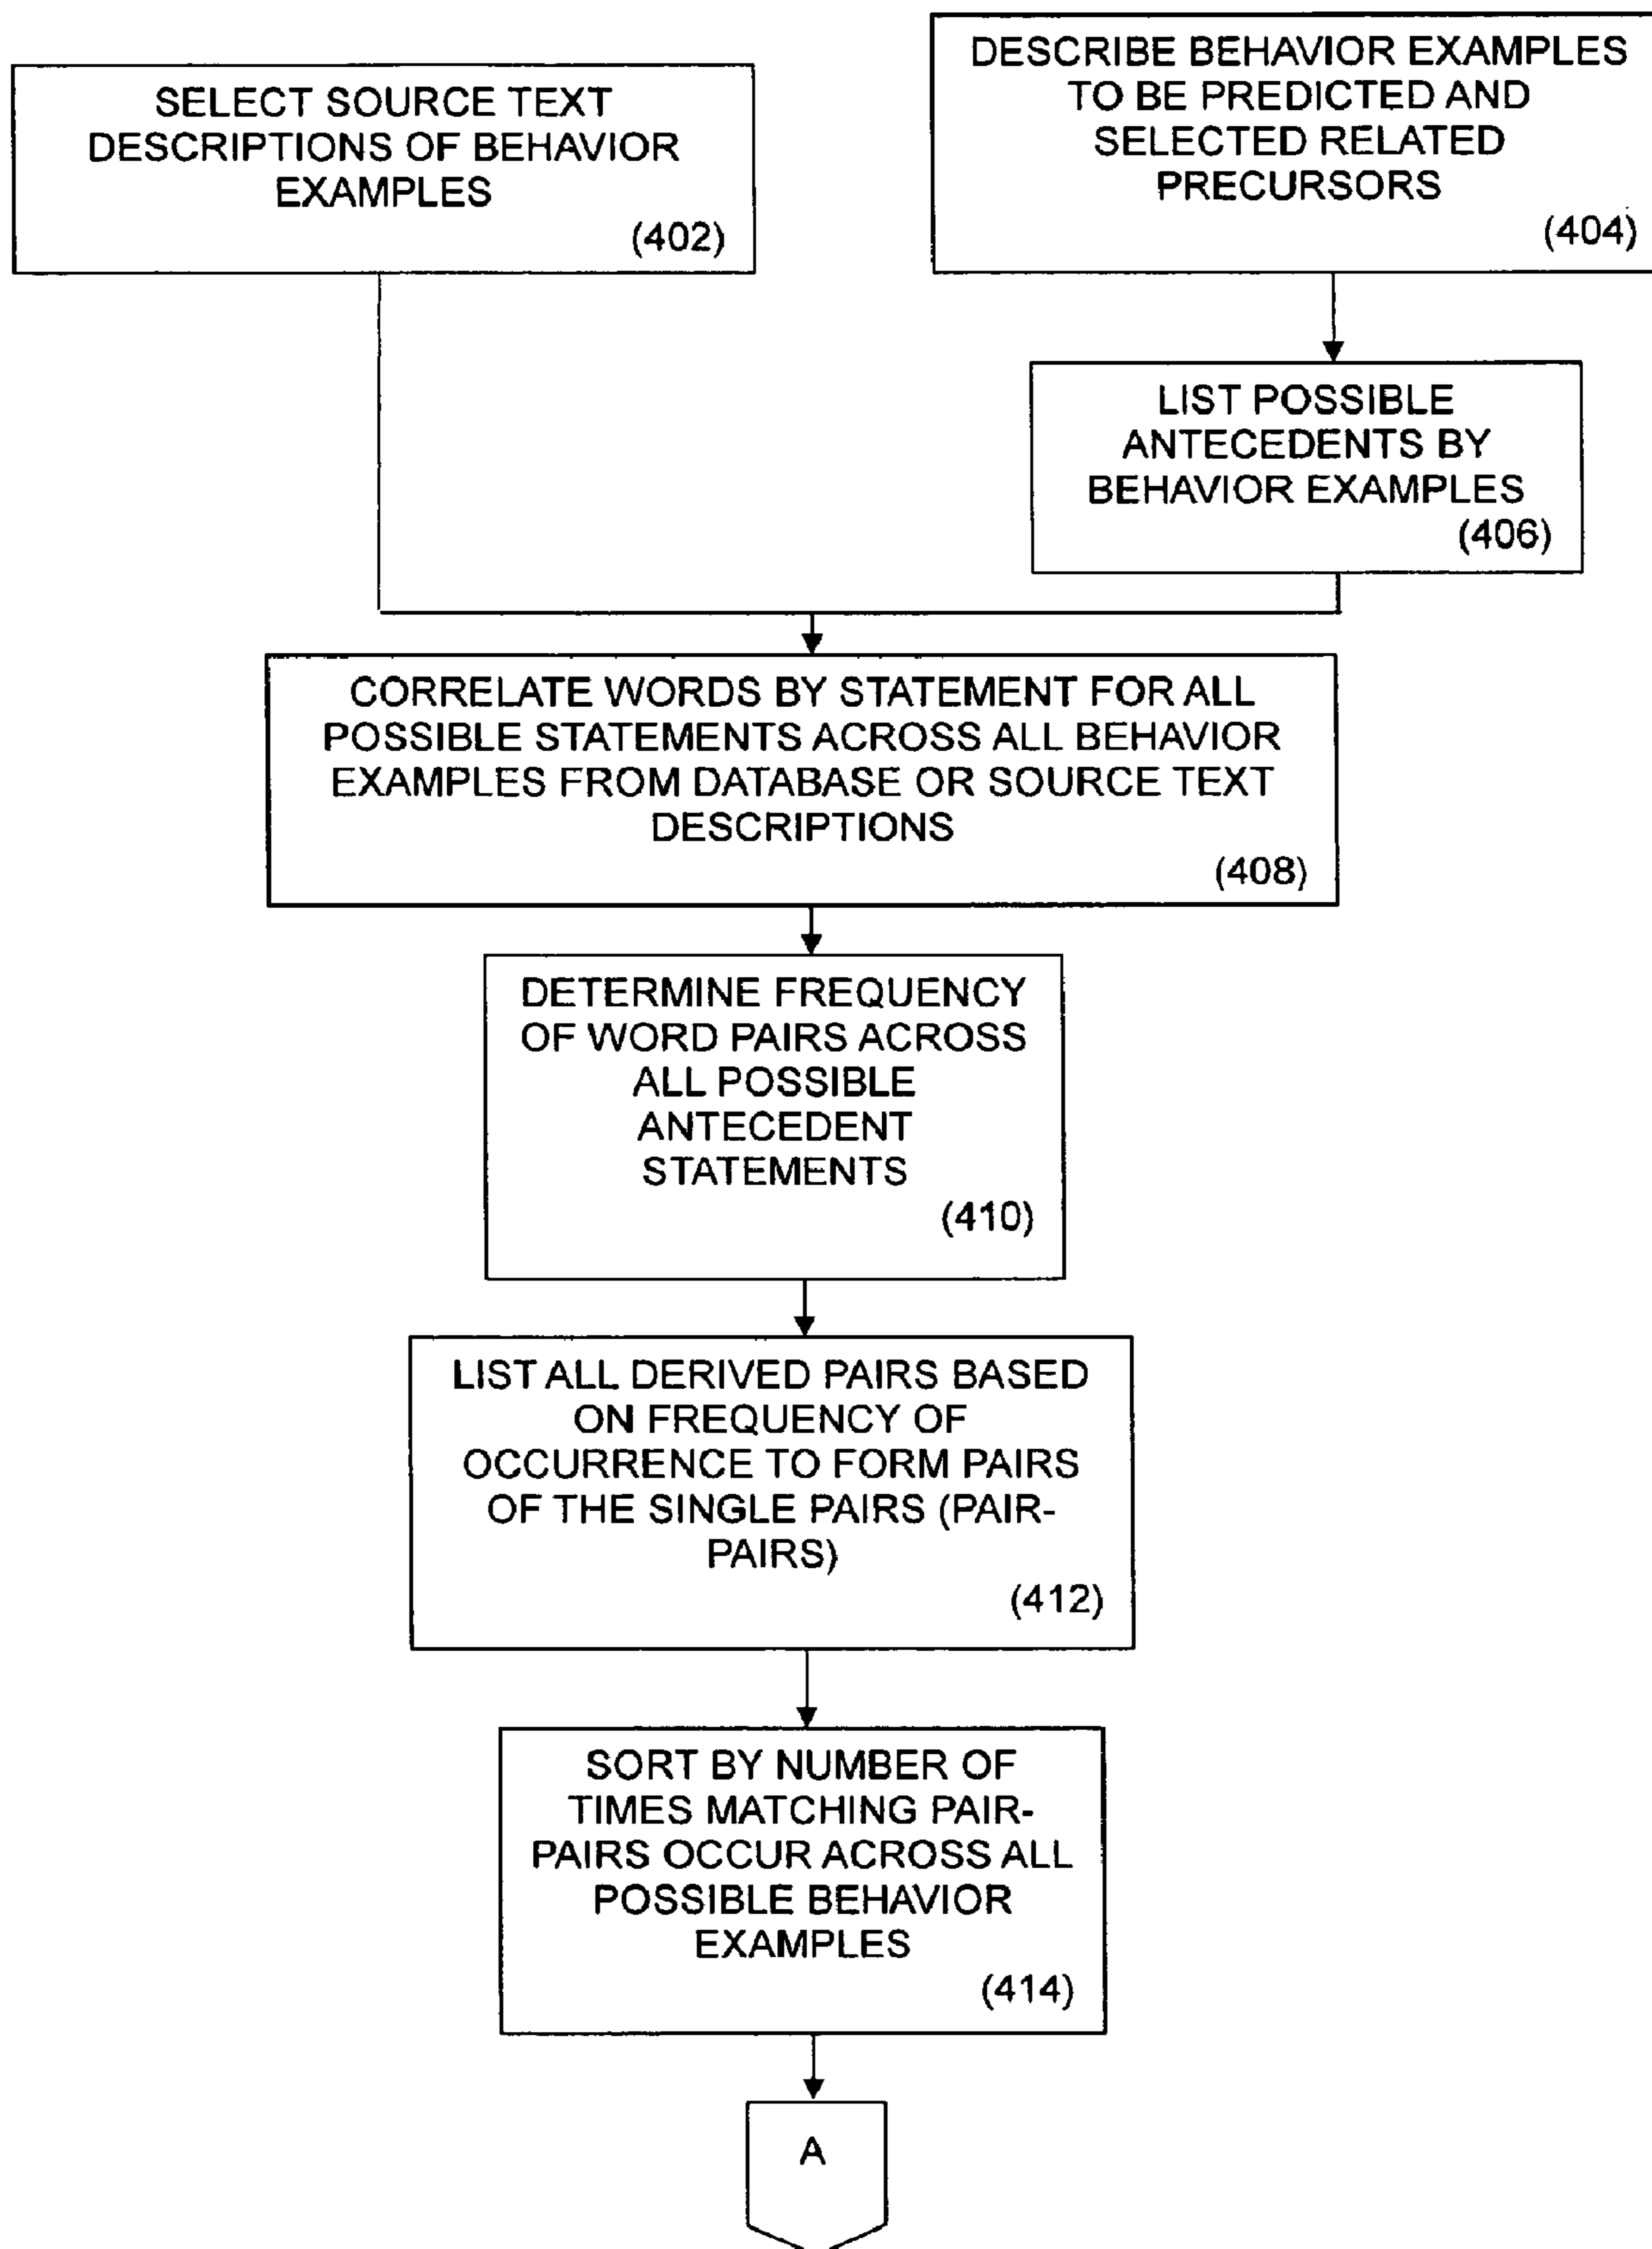 SELECT SOURCE TEXT
DESCRIPTIONS OF BEHAVIOR
EXAMPLES
(402)
DESCRIBE BEHAVIOR EXAMPLES
TO BE PREDICTED AND
SELECTED RELATED
PRECURSORS
(404)
LIST POSSIBLE
ANTECEDENTS BY
BEHAVIOR EXAMPLES
(406)
CORRELATE WORDS BY STATEMENT FOR ALL
POSSIBLE STATEMENTS ACROSS ALL BEHAVIOR
EXAMPLES FROM DATABASE OR SOURCE TEXT
DESCRIPTIONS
(408)
DETERMINE FREQUENCY
OF WORD PAIRS ACROSS
ALL POSSIBLE
ANTECEDENT
STATEMENTS
(410)
LIST ALL DERIVED PAIRS BASED
ON FREQUENCY OF
OCCURRENCE TO FORM PAIRS
OF THE SINGLE PAIRS (PAIR-
PAIRS)
(412)
SORT BY NUMBER OF
TIMES MATCHING PAIR-
PAIRS OCCUR ACROSS ALL
POSSIBLE BEHAVIOR
EXAMPLES
(414)
A